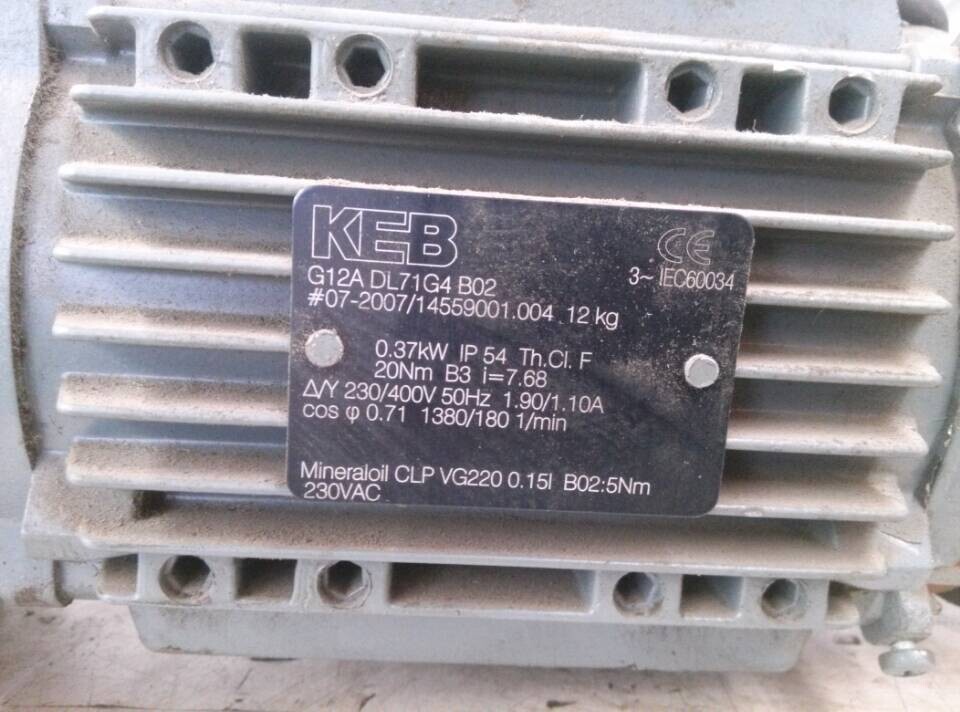 KEB
CE
G12A DL71G4 B02
3~ IEC60034
#07-2007/14559001.004 12 kg
0.37kW IP 54 Th.Cl. F
20Nm B3 i=7.68
Δ/Y 230/400V 50Hz 1.90/1.10A
cos φ 0.71 1380/180 1/min
Mineraloil CLP VG220 0.15l B02:5Nm
230VAC